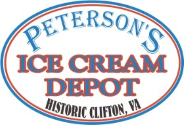 PETERSON'S
ICE CREAM
DEPOT
HISTORIC CLIFTON, VA